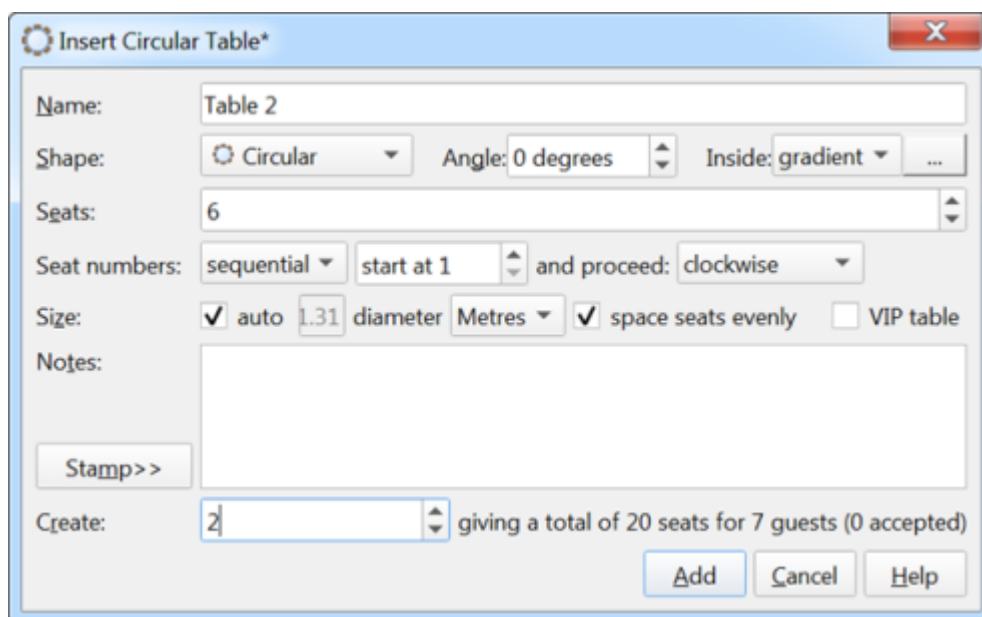 Insert Circular Table*
Name: Table 2
Shape: Circular Angle: 0 degrees Inside: gradient ...
Seats: 6
Seat numbers: sequential start at 1 and proceed: clockwise
Size: auto 1.31 diameter Metres space seats evenly VIP table
Notes:
Stamp>>
Create: 2 giving a total of 20 seats for 7 guests (0 accepted)
Add Cancel Help